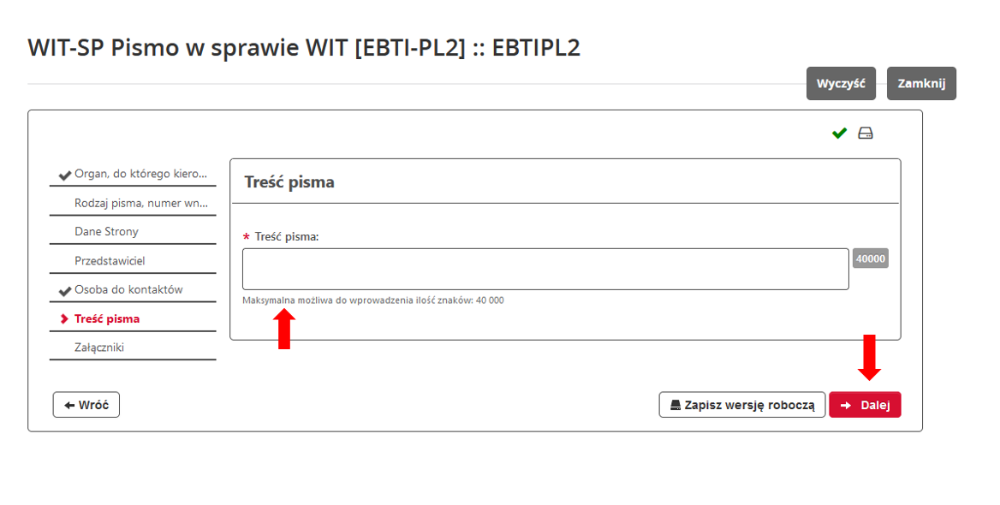 WIT-SP Pismo w sprawie WIT [EBTI-PL2] :: EBTIPL2
Wyczyść
Zamknij
Organ, do którego kiero...
Rodzaj pisma, numer wn...
Dane Strony
Przedstawiciel
Osoba do kontaktów
Treść pisma
Załączniki
Treść pisma
* Treść pisma:
40000
Maksymalna możliwa do wprowadzenia ilość znaków: 40 000
Wróć
Zapisz wersję roboczą
Dalej